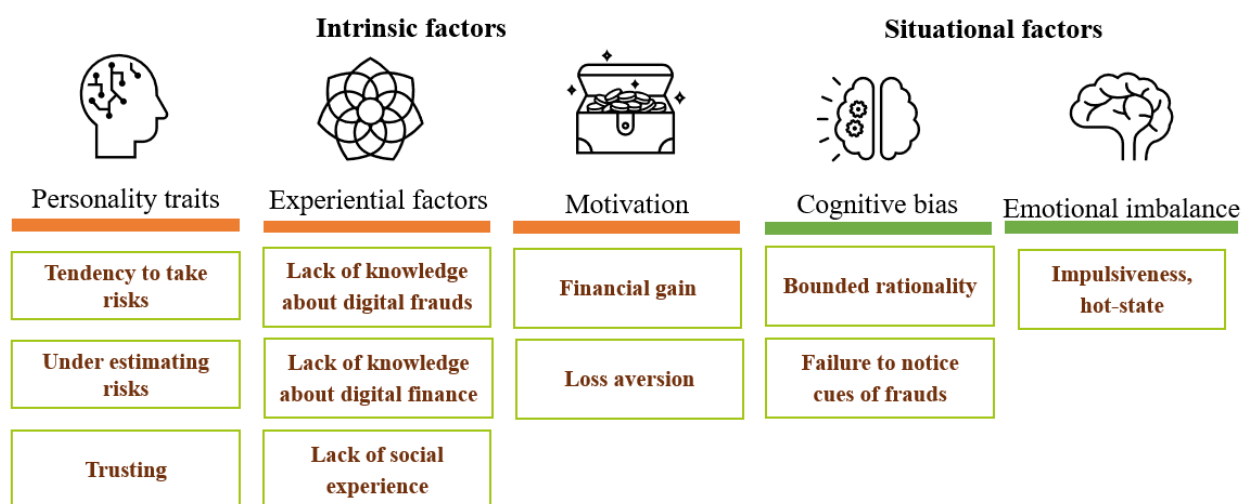 Intrinsic factors
Situational factors
Personality traits
Experiential factors
Motivation
Cognitive bias
Emotional imbalance
Tendency to take
risks
Lack of knowledge
about digital frauds
Financial gain
Bounded rationality
Impulsiveness,
hot-state
Under estimating
risks
Lack of knowledge
about digital finance
Loss aversion
Failure to notice
cues of frauds
Trusting
Lack of social
experience